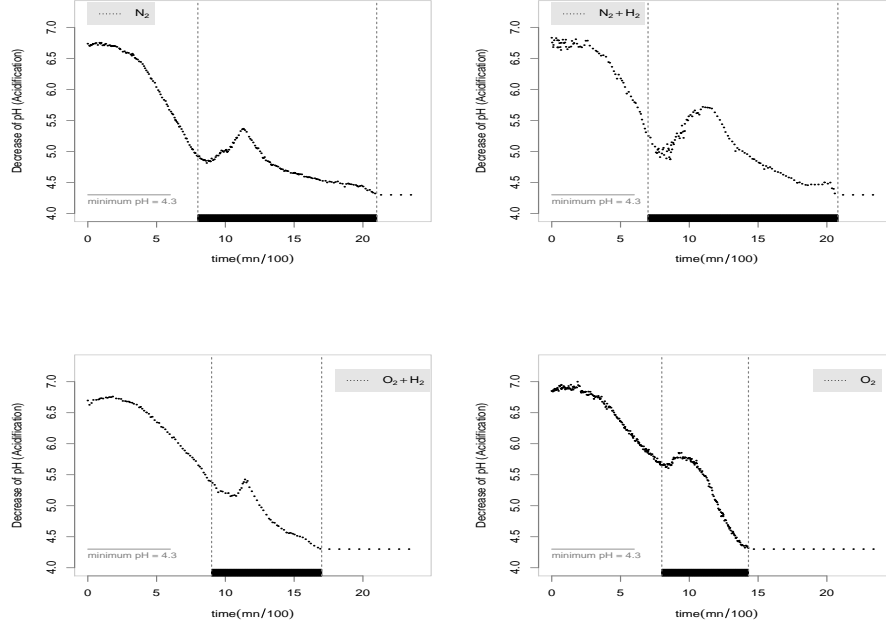 N2
Decrease of pH (Acidification)
7.0
6.5
6.0
5.5
5.0
4.5
4.0
minimum pH = 4.3
0 5 10 15 20
time(mn/100)
N2 + H2
Decrease of pH (Acidification)
7.0
6.5
6.0
5.5
5.0
4.5
4.0
minimum pH = 4.3
0 5 10 15 20
time(mn/100)
O2 + H2
Decrease of pH (Acidification)
7.0
6.5
6.0
5.5
5.0
4.5
4.0
minimum pH = 4.3
0 5 10 15 20
time(mn/100)
O2
Decrease of pH (Acidification)
7.0
6.5
6.0
5.5
5.0
4.5
4.0
minimum pH = 4.3
0 5 10 15 20
time(mn/100)